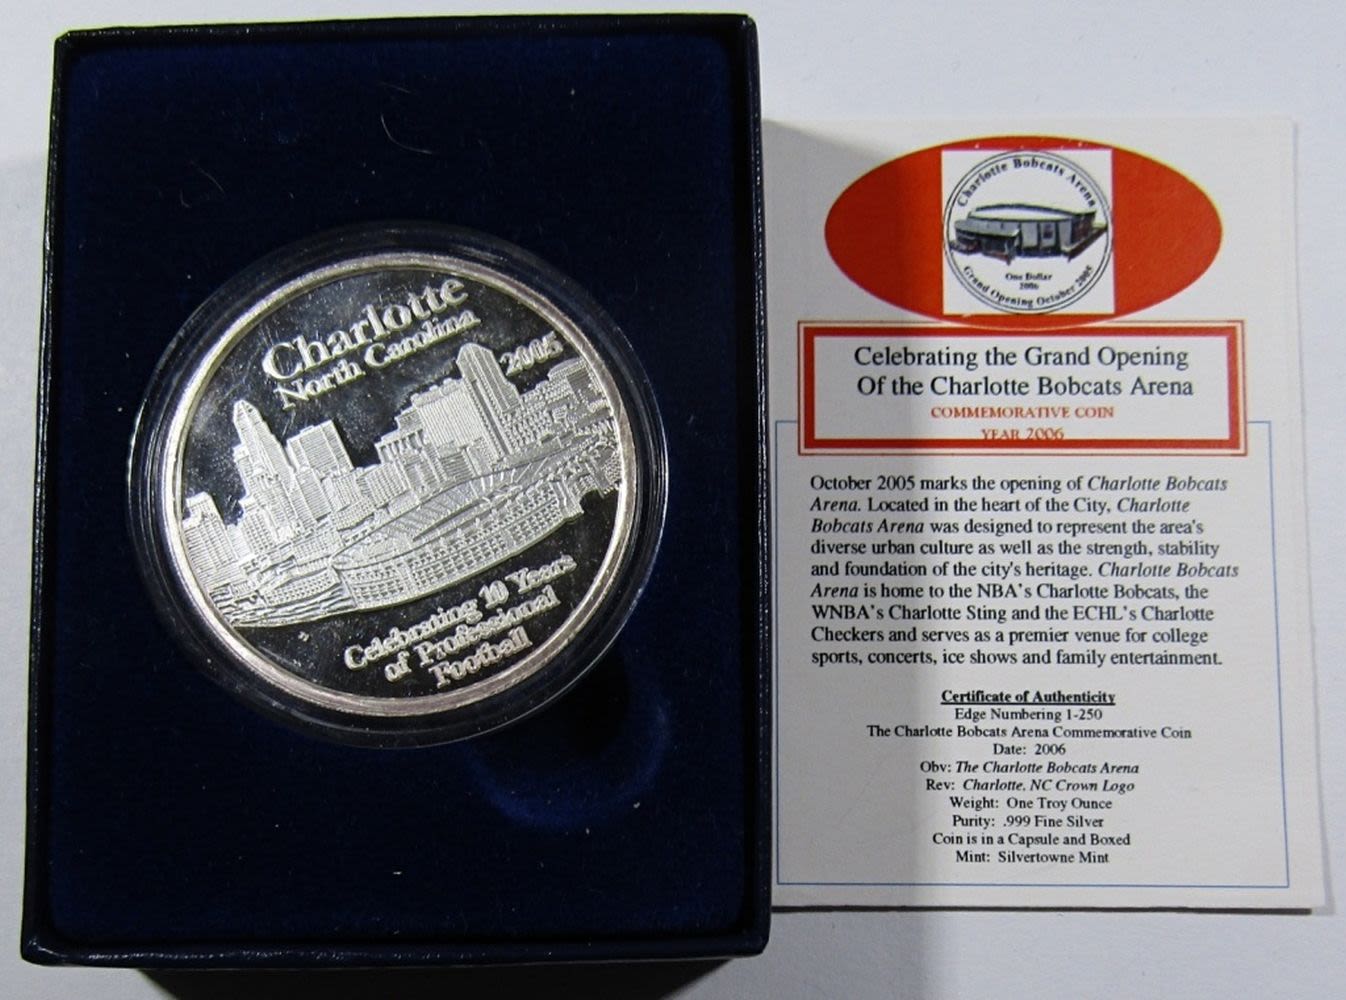 Charlotte
North Carolina
2005
Celebrating 10 Years
of Professional
Football
Charlotte Bobcats Arena
One Dollar
2006
Grand Opening October 2005
Celebrating the Grand Opening
Of the Charlotte Bobcats Arena
COMMEMORATIVE COIN
YEAR 2006
October 2005 marks the opening of Charlotte Bobcats
Arena. Located in the heart of the City, Charlotte
Bobcats Arena was designed to represent the area's
diverse urban culture as well as the strength, stability
and foundation of the city's heritage. Charlotte Bobcats
Arena is home to the NBA's Charlotte Bobcats, the
WNBA's Charlotte Sting and the ECHL's Charlotte
Checkers and serves as a premier venue for college
sports, concerts, ice shows and family entertainment.
Certificate of Authenticity
Edge Numbering 1-250
The Charlotte Bobcats Arena Commemorative Coin
Date: 2006
Obv: The Charlotte Bobcats Arena
Rev: Charlotte, NC Crown Logo
Weight: One Troy Ounce
Purity: .999 Fine Silver
Coin is in a Capsule and Boxed
Mint: Silvertowne Mint